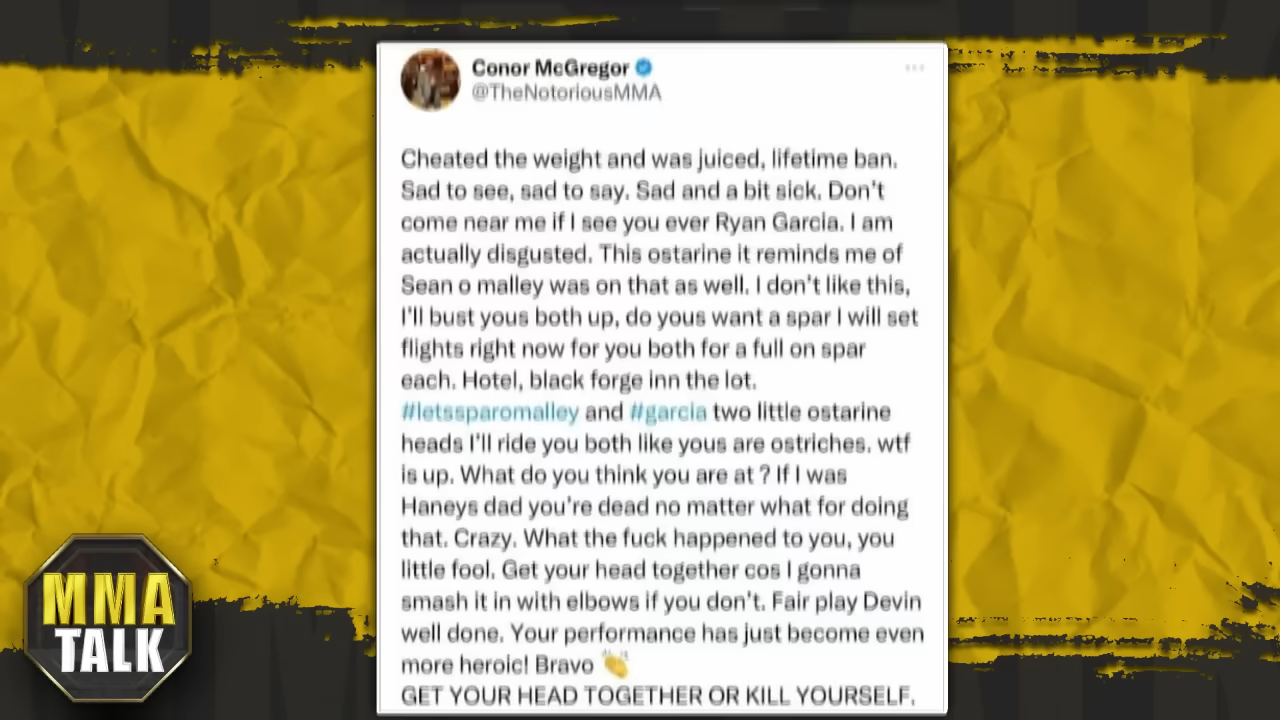 Conor McGregor
@TheNotoriousMMA
Cheated the weight and was juiced, lifetime ban.
Sad to see, sad to say. Sad and a bit sick. Don't
come near me if I see you ever Ryan Garcia. I am
actually disgusted. This ostarine it reminds me of
Sean o malley was on that as well. I don't like this,
I'll bust yous both up, do yous want a spar I will set
flights right now for you both for a full on spar
each. Hotel, black forge inn the lot.
#letssparomalley and #garcia two little ostarine
heads I'll ride you both like yous are ostriches. wtf
is up. What do you think you are at ? If I was
Haneys dad you're dead no matter what for doing
that. Crazy. What the fuck happened to you, you
little fool. Get your head together cos I gonna
smash it in with elbows if you don't. Fair play Devin
well done. Your performance has just become even
more heroic! Bravo 👏
GET YOUR HEAD TOGETHER OR KILL YOURSELF.
MMA
TALK